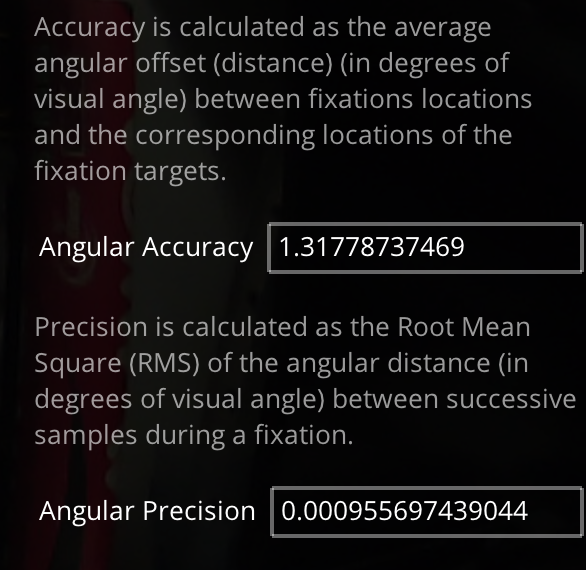 Accuracy is calculated as the average
angular offset (distance) (in degrees of
visual angle) between fixations locations
and the corresponding locations of the
fixation targets.
Angular Accuracy 1.31778737469
Precision is calculated as the Root Mean
Square (RMS) of the angular distance (in
degrees of visual angle) between successive
samples during a fixation.
Angular Precision 0.000955697439044